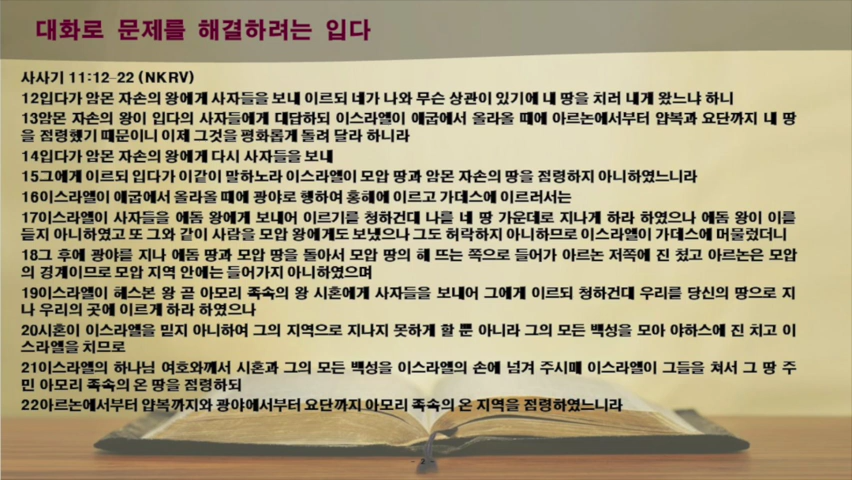 대화로 문제를 해결하려는 입다
사사기 11:12-22 (NKRV)
12입다가 암몬 자손의 왕에게 사자들을 보내 이르되 네가 나와 무슨 상관이 있기에 내 땅을 치러 내게 왔느냐 하니
13암몬 자손의 왕이 입다의 사자들에게 대답하되 이스라엘이 애굽에서 올라올 때에 아르논에서부터 얍복과 요단까지 내 땅
을 점령했기 때문이니 이제 그것을 평화롭게 돌려 달라 하니라
14입다가 암몬 자손의 왕에게 다시 사자들을 보내
15그에게 이르되 입다가 이같이 말하노라 이스라엘이 모압 땅과 암몬 자손의 땅을 점령하지 아니하였느니라
16이스라엘이 애굽에서 올라올 때에 광야로 행하여 홍해에 이르고 가데스에 이르러서는
17이스라엘이 사자들을 에돔 왕에게 보내어 이르기를 청하건대 나를 네 땅 가운데로 지나게 하라 하였으나 에돔 왕이 이를
듣지 아니하였고 또 그와 같이 사람을 모압 왕에게도 보냈으나 그도 허락하지 아니하므로 이스라엘이 가데스에 머물렀더니
18그 후에 광야를 지나 에돔 땅과 모압 땅을 돌아서 모압 땅의 해 뜨는 쪽으로 들어가 아르논 저쪽에 진 쳤고 아르논은 모압
의 경계이므로 모압 지역 안에는 들어가지 아니하였으며
19이스라엘이 헤스본 왕 곧 아모리 족속의 왕 시혼에게 사자들을 보내어 그에게 이르되 청하건대 우리를 당신의 땅으로 지
나 우리의 곳에 이르게 하라 하였으나
20시혼이 이스라엘을 믿지 아니하여 그의 지역으로 지나지 못하게 할 뿐 아니라 그의 모든 백성을 모아 야하스에 진 치고 이
스라엘을 치므로
21이스라엘의 하나님 여호와께서 시혼과 그의 모든 백성을 이스라엘의 손에 넘겨 주시매 이스라엘이 그들을 쳐서 그 땅 주
민 아모리 족속의 온 땅을 점령하되
22아르논에서부터 얍복까지와 광야에서부터 요단까지 아모리 족속의 온 지역을 점령하였느니라